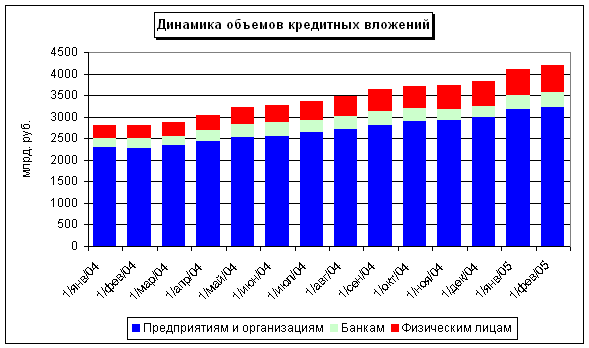 Динамика объемов кредитных вложений
млрд. руб.
4500
4000
3500
3000
2500
2000
1500
1000
500
0
1/янв/04
1/фев/04
1/мар/04
1/апр/04
1/май/04
1/июн/04
1/июл/04
1/авг/04
1/сен/04
1/окт/04
1/ноя/04
1/дек/04
1/янв/05
1/фев/05
Предприятиям и организациям Банкам Физическим лицам